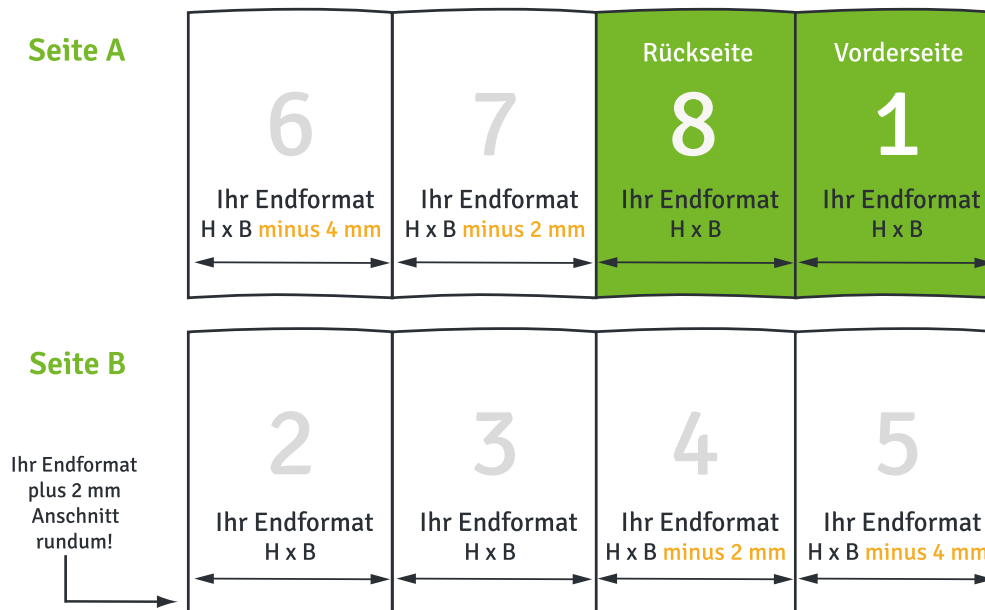 Seite A
6
Ihr Endformat
H x B minus 4 mm
7
Ihr Endformat
H x B minus 2 mm
Rückseite
8
Ihr Endformat
H x B
Vorderseite
1
Ihr Endformat
H x B
Seite B
Ihr Endformat
plus 2 mm
Anschnitt
rundum!
2
Ihr Endformat
H x B
3
Ihr Endformat
H x B
4
Ihr Endformat
H x B minus 2 mm
5
Ihr Endformat
H x B minus 4 mm